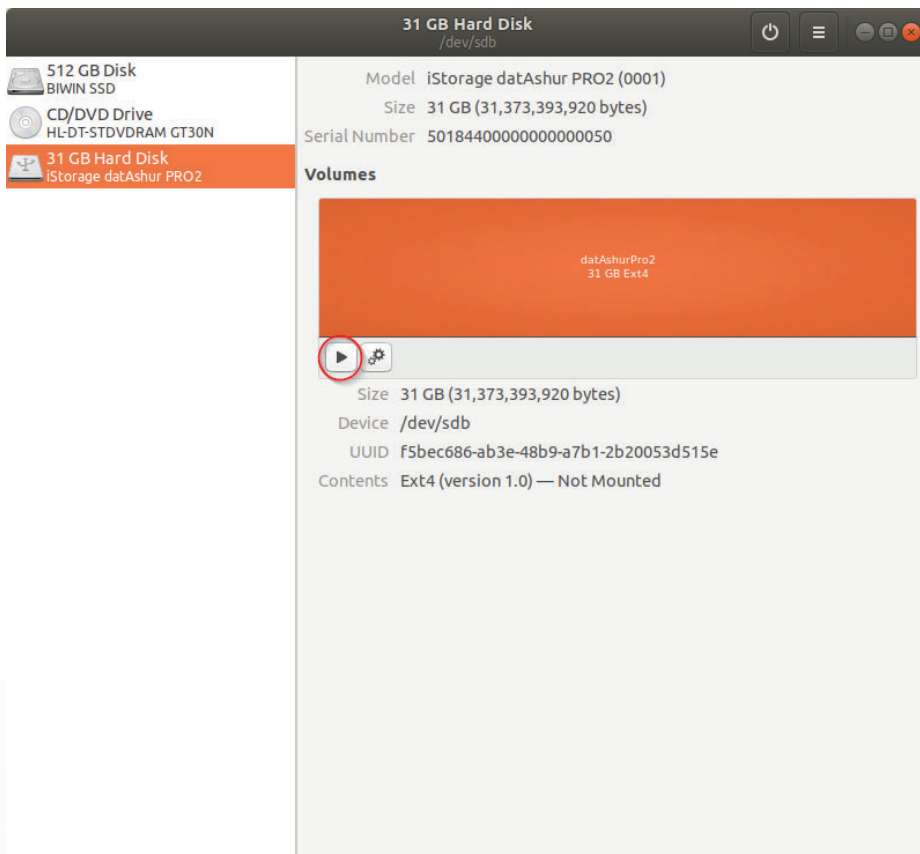 31 GB Hard Disk
/dev/sdb
512 GB Disk
BIWIN SSD
CD/DVD Drive
HL-DT-STDVDRAM GT30N
31 GB Hard Disk
iStorage datAshur PRO2
Model iStorage datAshur PRO2 (0001)
Size 31 GB (31,373,393,920 bytes)
Serial Number 50184400000000000050
Volumes
datAshurPro2
31 GB Ext4
Size 31 GB (31,373,393,920 bytes)
Device /dev/sdb
UUID f5bec686-ab3e-48b9-a7b1-2b20053d515e
Contents Ext4 (version 1.0) — Not Mounted